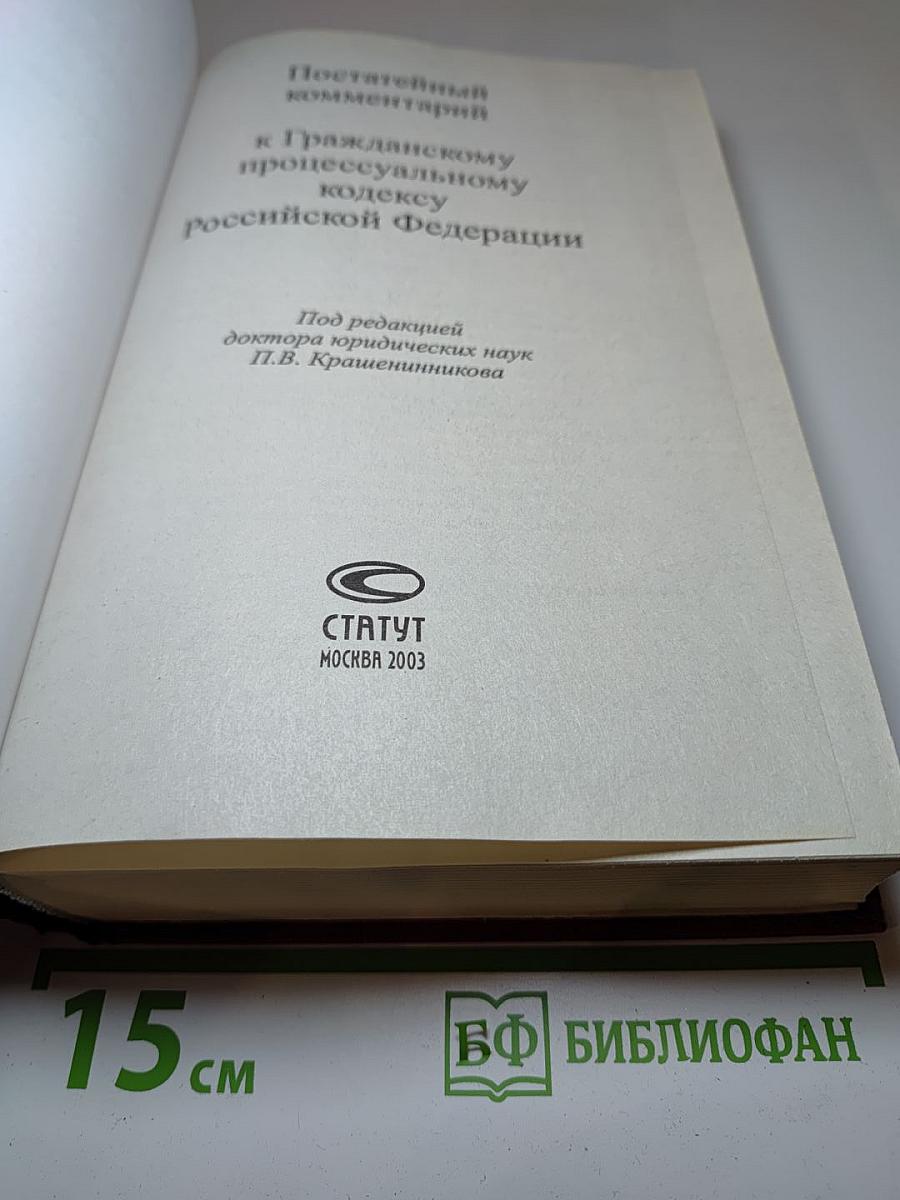 Постатейный
комментарий
к Гражданскому
процессуальному
кодексу
Российской Федерации
Под редакцией
доктора юридических наук
П.В. Крашенинникова
СТАТУТ
МОСКВА 2003
15 см
БФ БИБЛИОФАН